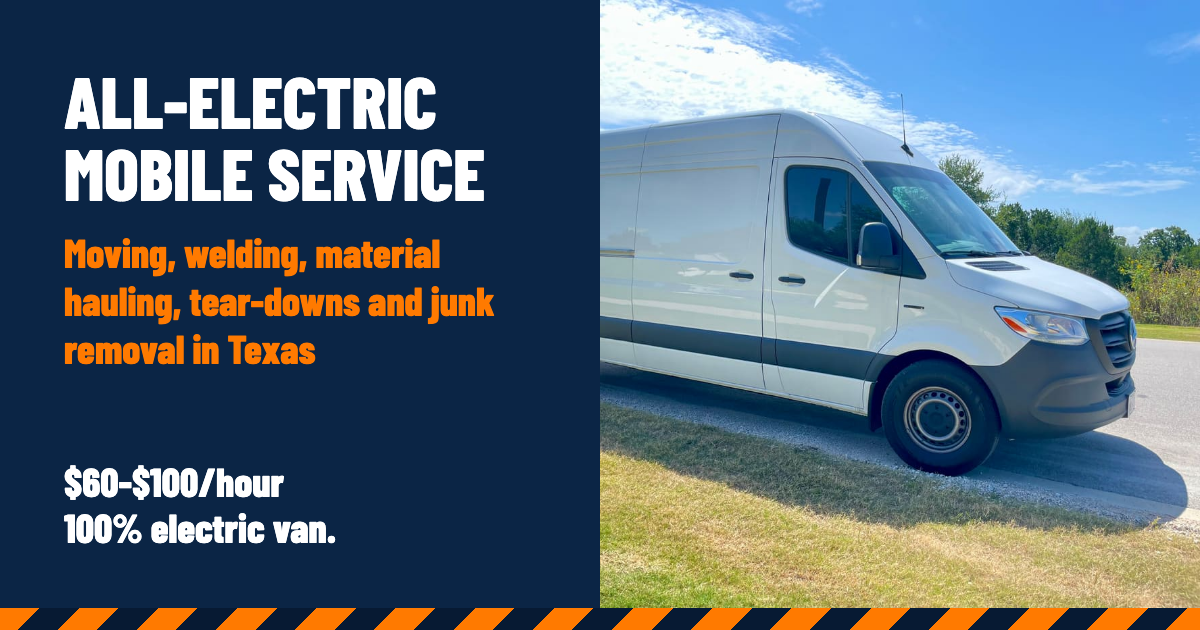 ALL-ELECTRIC
MOBILE SERVICE
Moving, welding, material
hauling, tear-downs and junk
removal in Texas
$60-$100/hour
100% electric van.